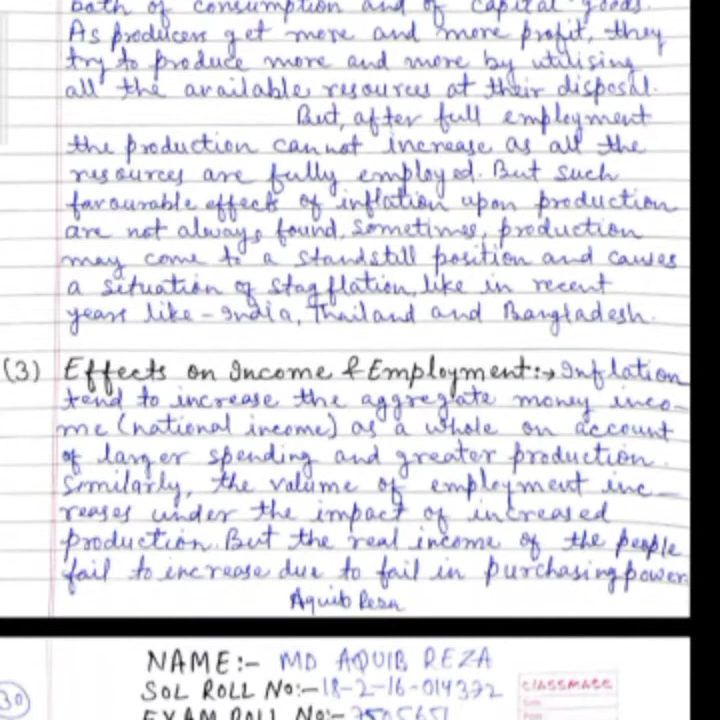 both of consumption and of capital goods.
As producers get more and more profit, they
try to produce more and more by utilising
all the available resources at their disposal.
But, after full employment
the production cannot increase as all the
resources are fully employed. But such
favourable effects of inflation upon production
are not always found, sometimes, production
may come to a standstill position and causes
a situation of stagflation, like in recent
years like - India, Thailand and Bangladesh.
(3) Effects on Income & Employment:→ Inflation
tend to increase the aggregate money inco-
me (national income) as a whole on account
of larger spending and greater production.
Similarly, the volume of employment inc-
reases under the impact of increased
production. But the real income of the people
fail to increase due to fail in purchasing power.
Aquib Reza
NAME:- MD AQUIB REZA
SOL ROLL No:- 18-2-16-014372
CLASSMATE
30
EXAM ROLL No:- 7505651